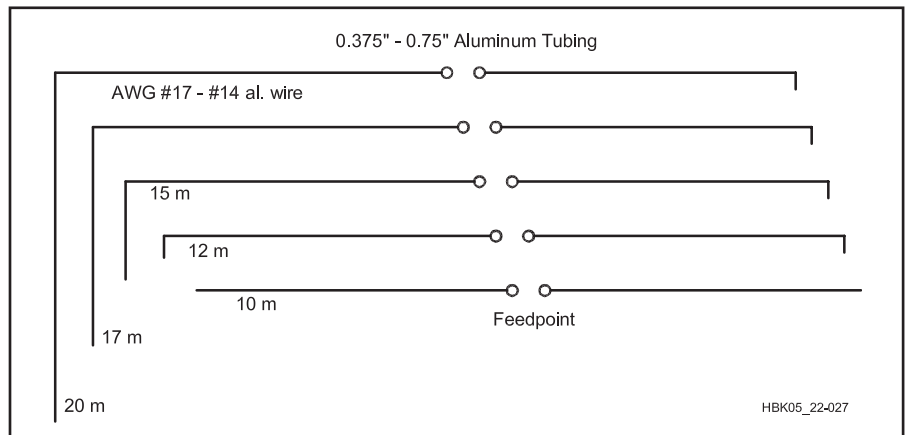 0.375" - 0.75" Aluminum Tubing
AWG #17 - #14 al. wire
15 m
12 m
10 m
Feedpoint
17 m
20 m
HBK05_22-027